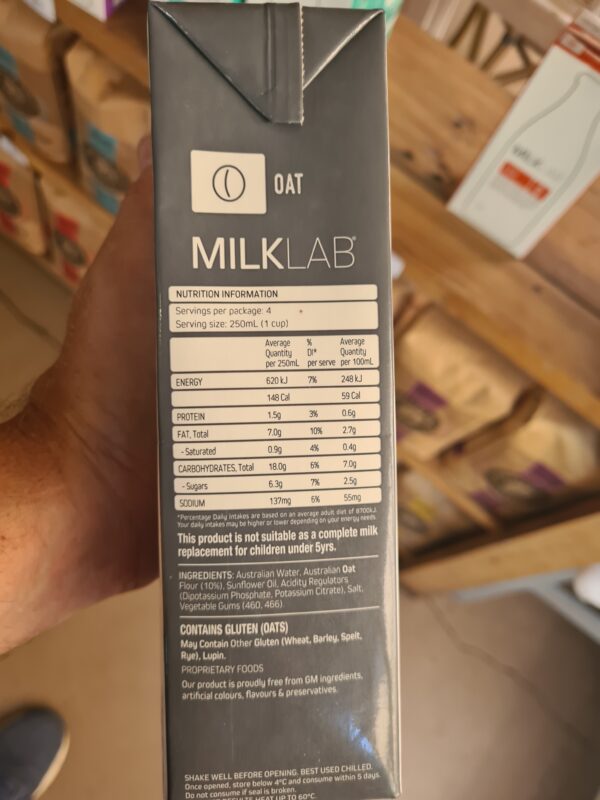 OAT
MILKLAB®
NUTRITION INFORMATION
Servings per package: 4
Serving size: 250mL (1 cup)
Average Quantity per 250mL % DI* per serve Average Quantity per 100mL
ENERGY 620 kJ 7% 248 kJ
148 Cal 59 Cal
PROTEIN 1.5g 3% 0.6g
FAT, Total 7.0g 10% 2.7g
- Saturated 0.9g 4% 0.4g
CARBOHYDRATES, Total 18.0g 6% 7.0g
- Sugars 6.3g 7% 2.5g
SODIUM 137mg 6% 55mg
*Percentage Daily Intakes are based on an average adult diet of 8700kJ.
Your daily intakes may be higher or lower depending on your energy needs.
This product is not suitable as a complete milk
replacement for children under 5yrs.
INGREDIENTS: Australian Water, Australian Oat
Flour (10%), Sunflower Oil, Acidity Regulators
(Dipotassium Phosphate, Potassium Citrate), Salt,
Vegetable Gums (460, 466).
CONTAINS GLUTEN (OATS)
May Contain Other Gluten (Wheat, Barley, Spelt,
Rye), Lupin.
PROPRIETARY FOODS
Our product is proudly free from GM ingredients,
artificial colours, flavours & preservatives.
SHAKE WELL BEFORE OPENING. BEST USED CHILLED.
Once opened, store below 4°C and consume within 5 days.
Do not consume if seal is broken.
RESULTS HEAT UP TO 60°C.